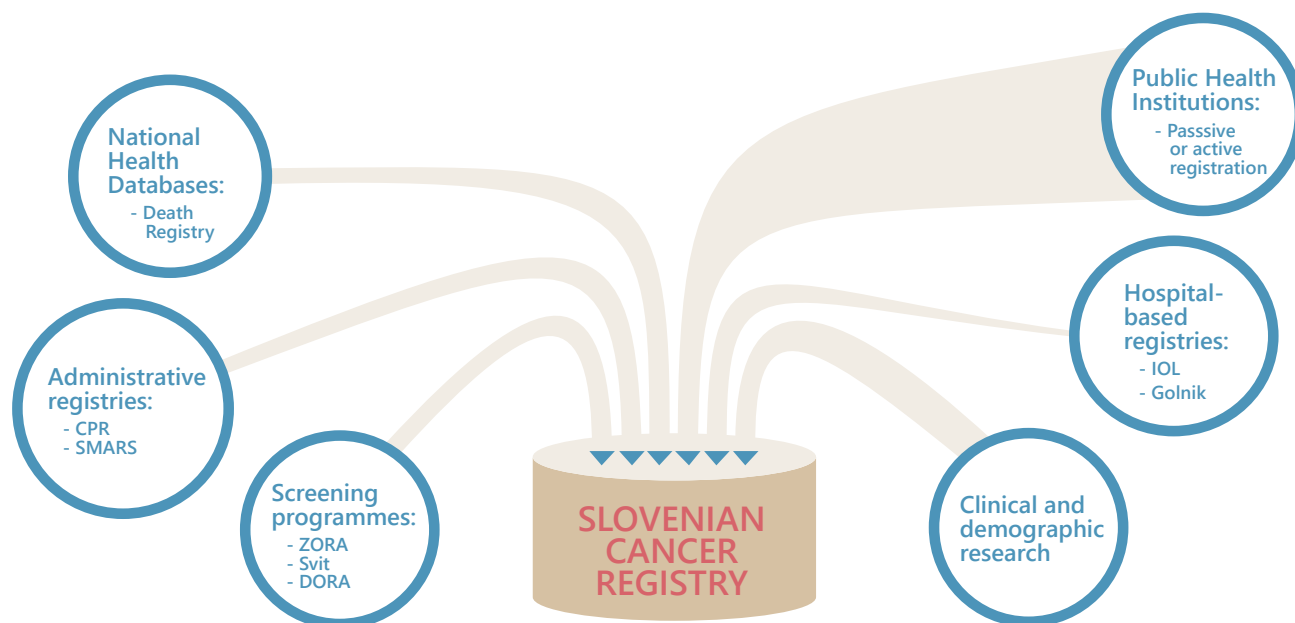 National
Health
Databases:
- Death
Registry
Administrative
registries:
- CPR
- SMARS
Screening
programmes:
- ZORA
- Svit
- DORA
SLOVENIAN
CANCER
REGISTRY
Public Health
Institutions:
- Passsive
or active
registration
Hospital-
based
registries:
- IOL
- Golnik
Clinical and
demographic
research